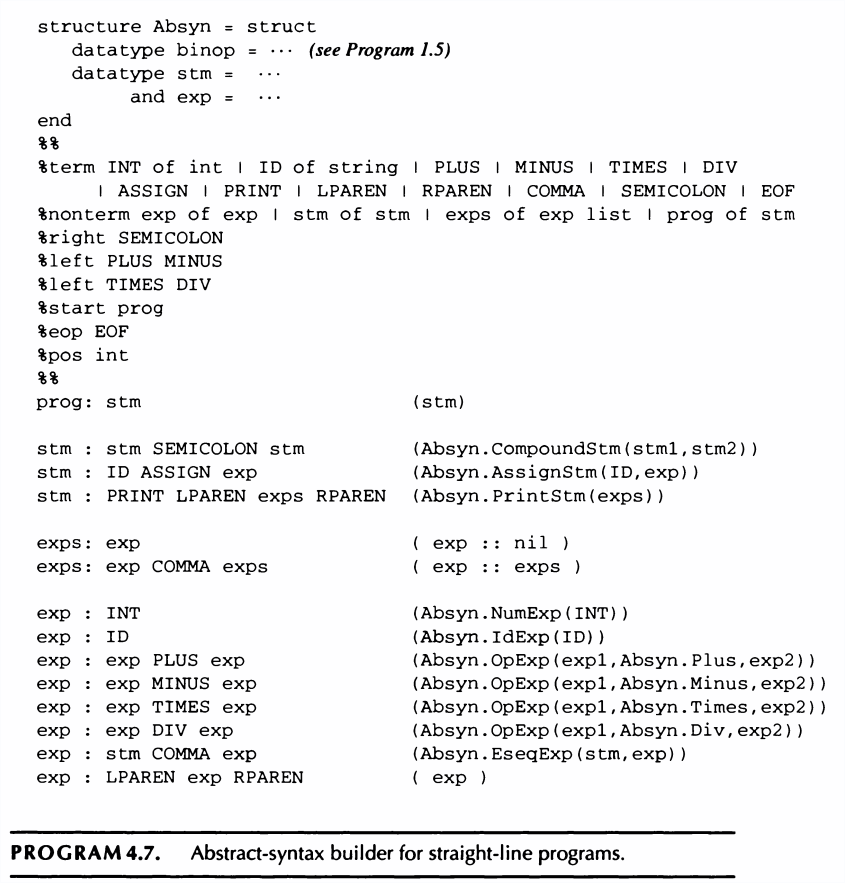 structure Absyn = struct
datatype binop = ··· (see Program 1.5)
datatype stm = ···
and exp = ···
end
%%
%term INT of int | ID of string | PLUS | MINUS | TIMES | DIV
| ASSIGN | PRINT | LPAREN | RPAREN | COMMA | SEMICOLON | EOF
%nonterm exp of exp | stm of stm | exps of exp list | prog of stm
%right SEMICOLON
%left PLUS MINUS
%left TIMES DIV
%start prog
%eop EOF
%pos int
%%
prog: stm (stm)
stm : stm SEMICOLON stm (Absyn.CompoundStm(stm1,stm2))
stm : ID ASSIGN exp (Absyn.AssignStm(ID,exp))
stm : PRINT LPAREN exps RPAREN (Absyn.PrintStm(exps))
exps: exp ( exp :: nil )
exps: exp COMMA exps ( exp :: exps )
exp : INT (Absyn.NumExp(INT))
exp : ID (Absyn.IdExp(ID))
exp : exp PLUS exp (Absyn.OpExp(exp1,Absyn.Plus,exp2))
exp : exp MINUS exp (Absyn.OpExp(exp1,Absyn.Minus,exp2))
exp : exp TIMES exp (Absyn.OpExp(exp1,Absyn.Times,exp2))
exp : exp DIV exp (Absyn.OpExp(exp1,Absyn.Div,exp2))
exp : stm COMMA exp (Absyn.EseqExp(stm,exp))
exp : LPAREN exp RPAREN ( exp )
PROGRAM 4.7. Abstract-syntax builder for straight-line programs.